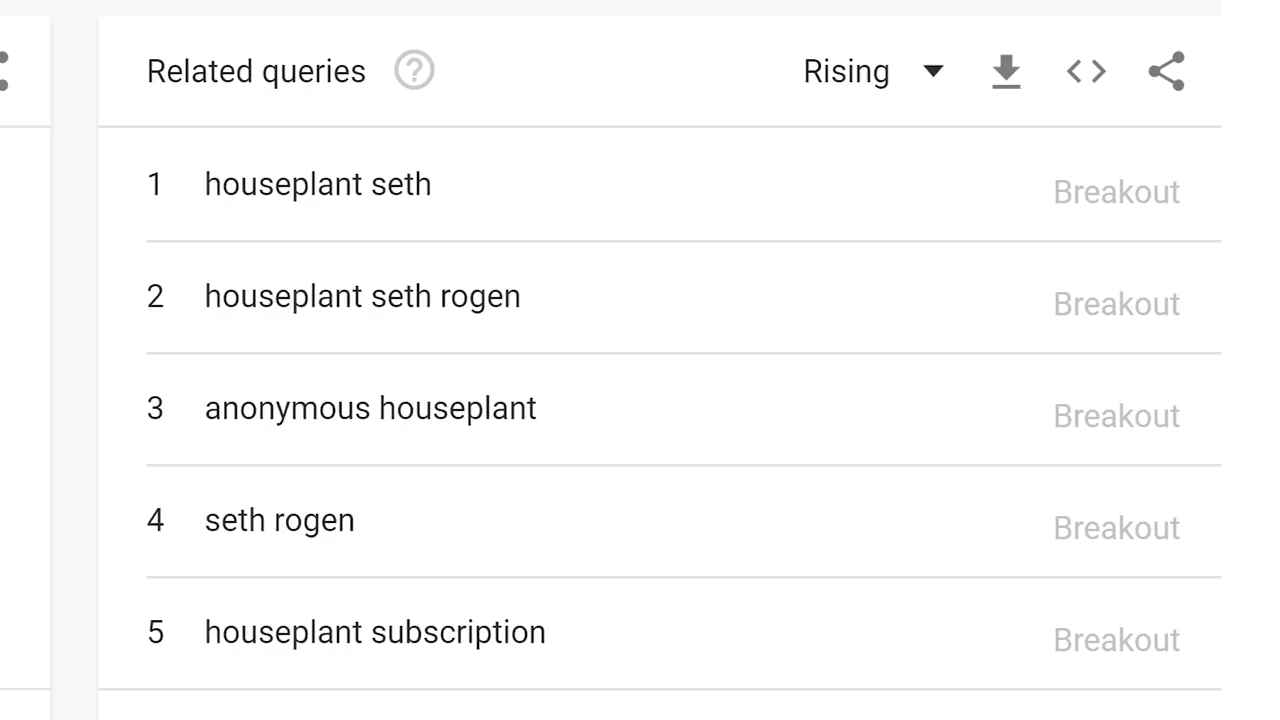 Related queries ? Rising
1 houseplant seth Breakout
2 houseplant seth rogen Breakout
3 anonymous houseplant Breakout
4 seth rogen Breakout
5 houseplant subscription Breakout